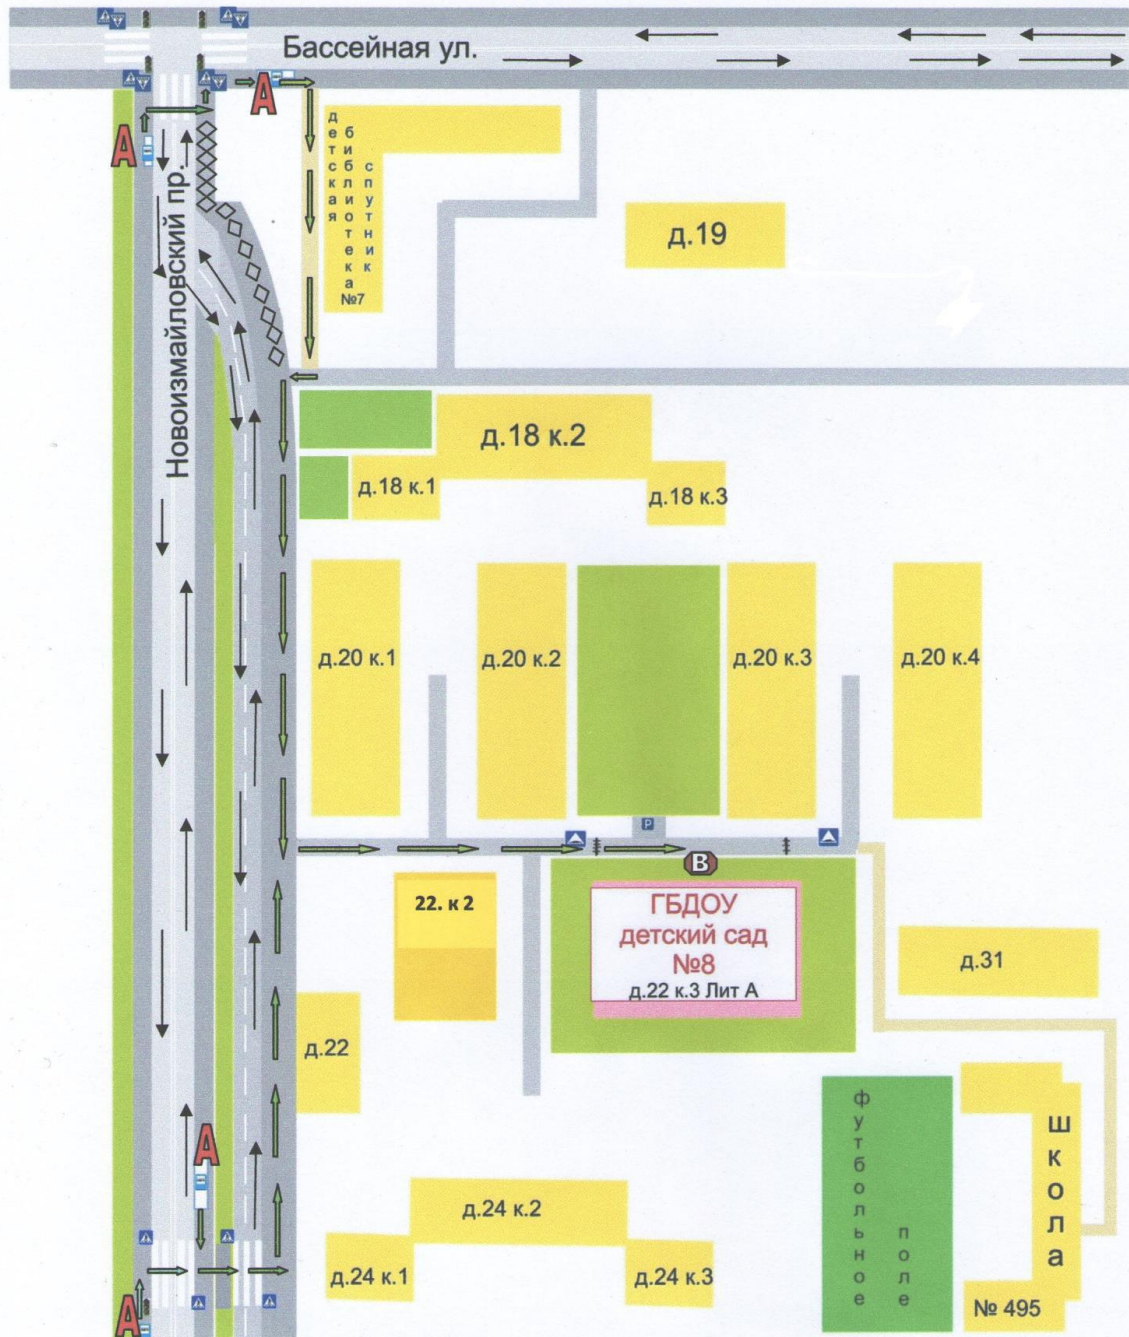 Бассейная ул.
А
А
Новоизмайловский пр.
детская
библиотека
спутник
№7
д.19
д.18 к.2
д.18 к.1
д.18 к.3
д.20 к.1
д.20 к.2
д.20 к.3
д.20 к.4
P
В
22. к 2
ГБДОУ
детский сад
№8
д.22 к.3 Лит А
д.31
д.22
А
футбольное
поле
школа
№ 495
д.24 к.2
д.24 к.1
д.24 к.3
А